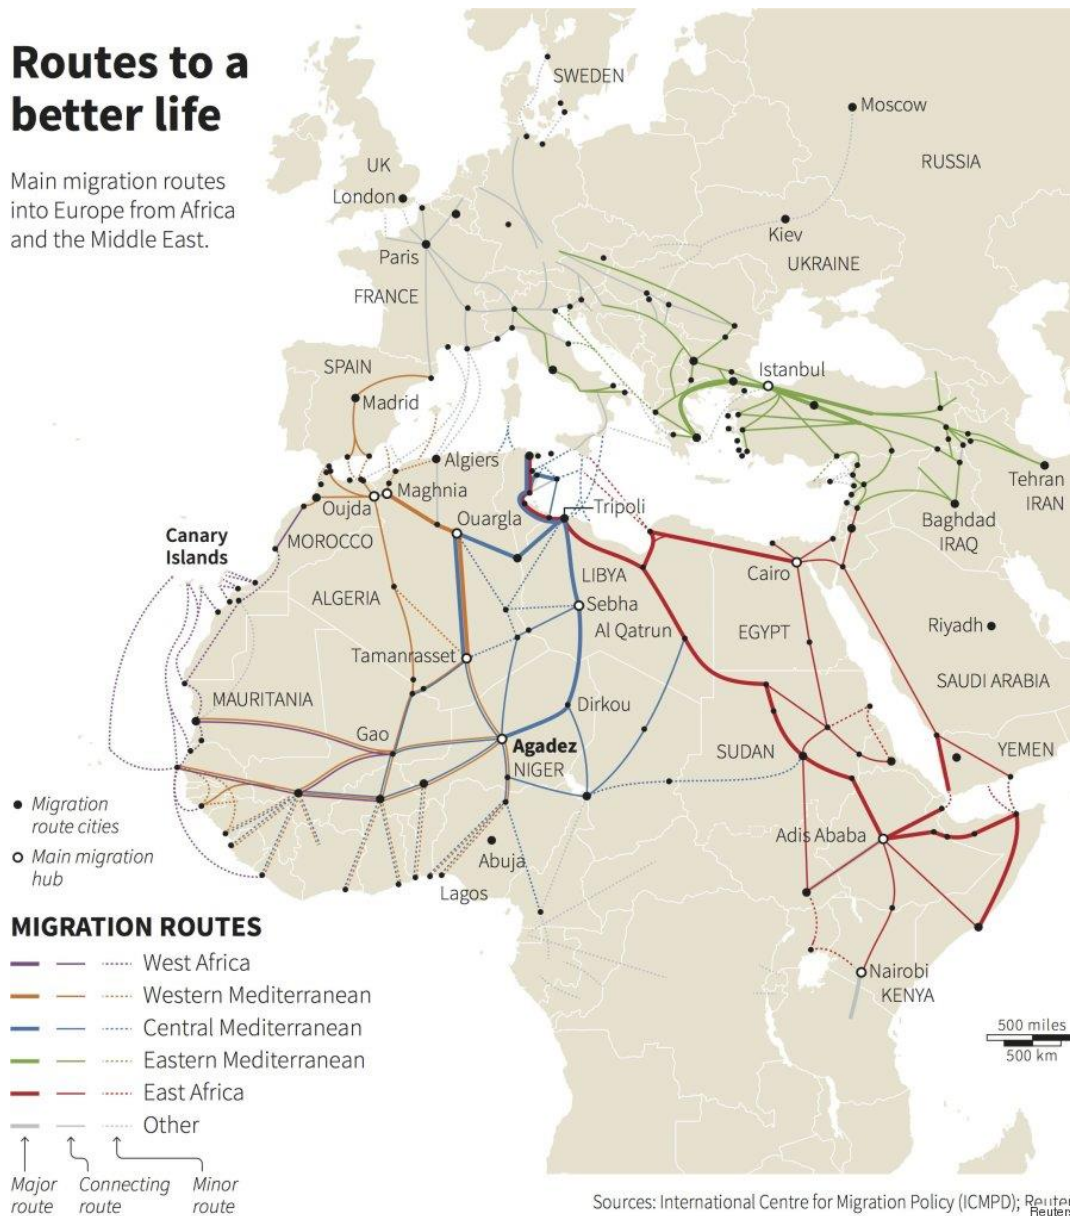 Routes to a
better life
Main migration routes
into Europe from Africa
and the Middle East.
SWEDEN
Moscow
RUSSIA
UK
London
Kiev
UKRAINE
Paris
FRANCE
SPAIN
Madrid
Istanbul
Algiers
Maghnia
Oujda
Ouargla
Tripoli
Tehran
IRAN
Baghdad
IRAQ
Canary
Islands
MOROCCO
ALGERIA
LIBYA
Cairo
Sebha
Al Qatrun
EGYPT
Riyadh
SAUDI ARABIA
Tamanrasset
MAURITANIA
Gao
Dirkou
Agadez
NIGER
SUDAN
YEMEN
Adis Ababa
Abuja
Lagos
Nairobi
KENYA
Migration
route cities
Main migration
hub
MIGRATION ROUTES
West Africa
Western Mediterranean
Central Mediterranean
Eastern Mediterranean
East Africa
Other
Major
route
Connecting
route
Minor
route
500 miles
500 km
Sources: International Centre for Migration Policy (ICMPD);
Reuters